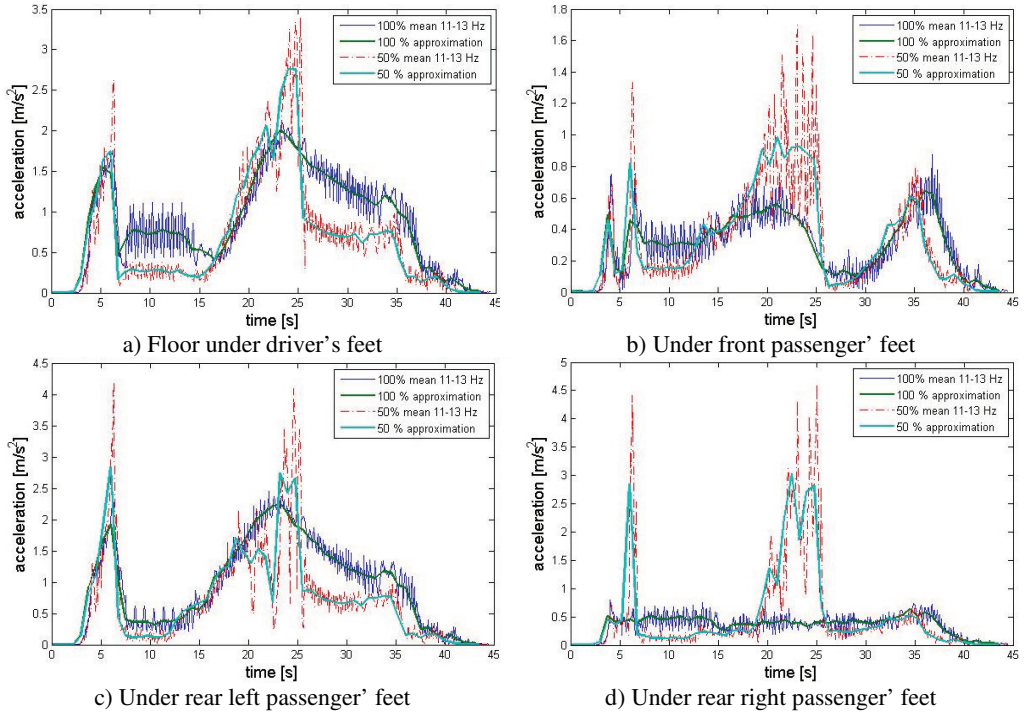 3.5
3
2.5
2
1.5
1
0.5
0
acceleration [m/s²]
100% mean 11-13 Hz
100 % approximation
50% mean 11-13 Hz
50 % approximation
0 5 10 15 20 25 30 35 40 45
time [s]
a) Floor under driver's feet
1.8
1.6
1.4
1.2
1
0.8
0.6
0.4
0.2
0
acceleration [m/s²]
100% mean 11-13 Hz
100 % approximation
50% mean 11-13 Hz
50 % approximation
0 5 10 15 20 25 30 35 40 45
time [s]
b) Under front passenger' feet
4.5
4
3.5
3
2.5
2
1.5
1
0.5
0
acceleration [m/s²]
100% mean 11-13 Hz
100 % approximation
50% mean 11-13 Hz
50 % approximation
0 5 10 15 20 25 30 35 40 45
time [s]
c) Under rear left passenger' feet
5
4.5
4
3.5
3
2.5
2
1.5
1
0.5
0
acceleration [m/s²]
100% mean 11-13 Hz
100 % approximation
50% mean 11-13 Hz
50 % approximation
0 5 10 15 20 25 30 35 40 45
time [s]
d) Under rear right passenger' feet